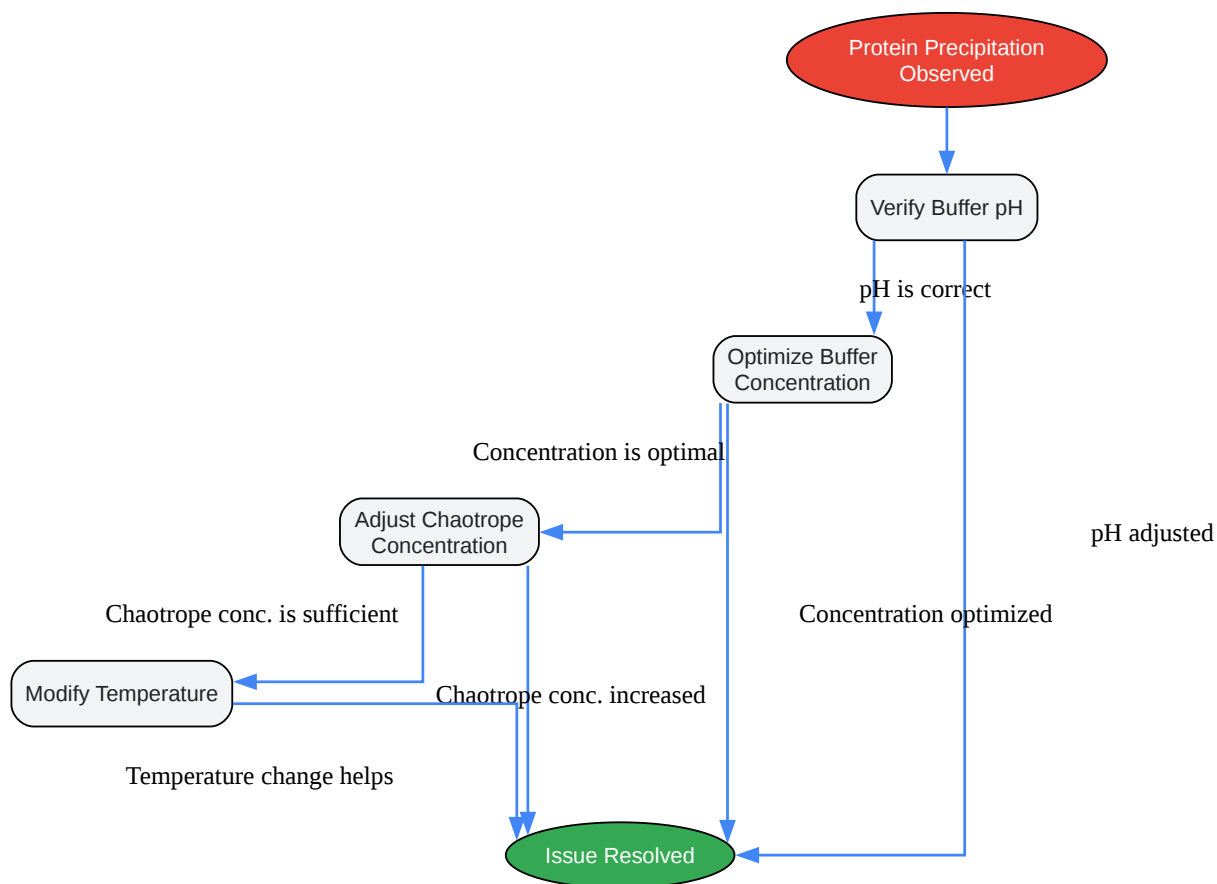 Protein Precipitation
Observed
Verify Buffer pH
pH is correct
Optimize Buffer
Concentration
Concentration is optimal
Adjust Chaotrope
Concentration
pH adjusted
Chaotrope conc. is sufficient
Concentration optimized
Modify Temperature
Chaotrope conc. increased
Temperature change helps
Issue Resolved